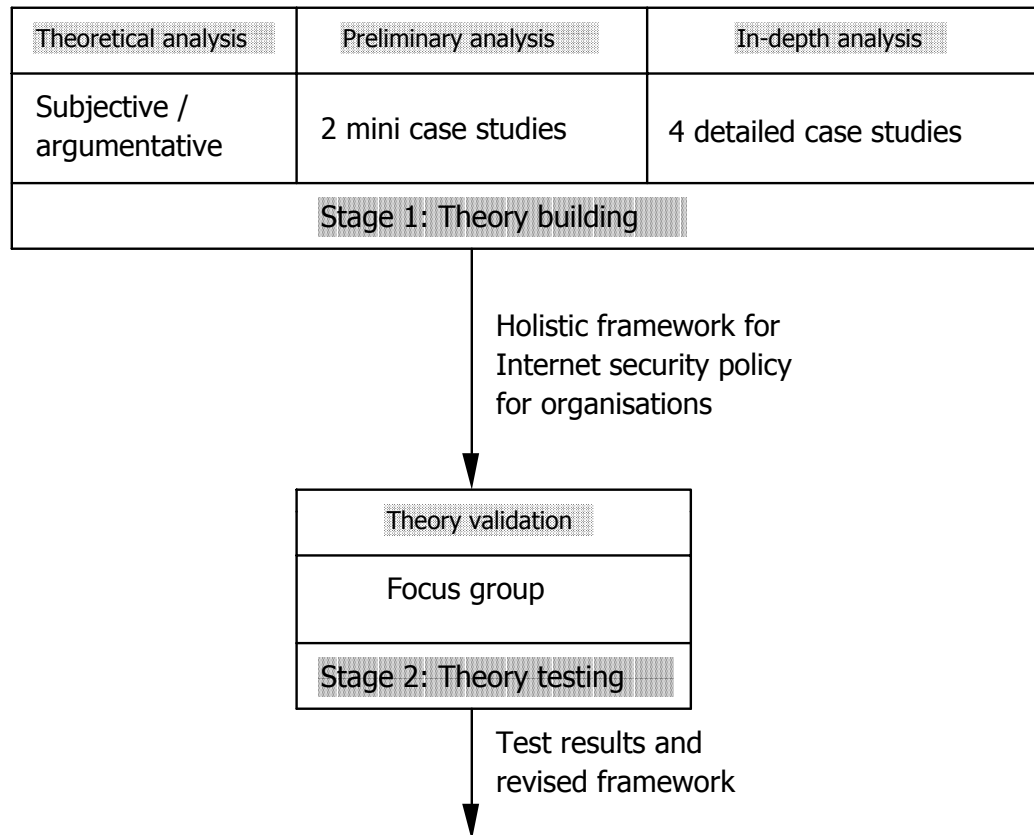 Theoretical analysis
Preliminary analysis
In-depth analysis
Subjective /
argumentative
2 mini case studies
4 detailed case studies
Stage 1: Theory building
Holistic framework for
Internet security policy
for organisations
Theory validation
Focus group
Stage 2: Theory testing
Test results and
revised framework